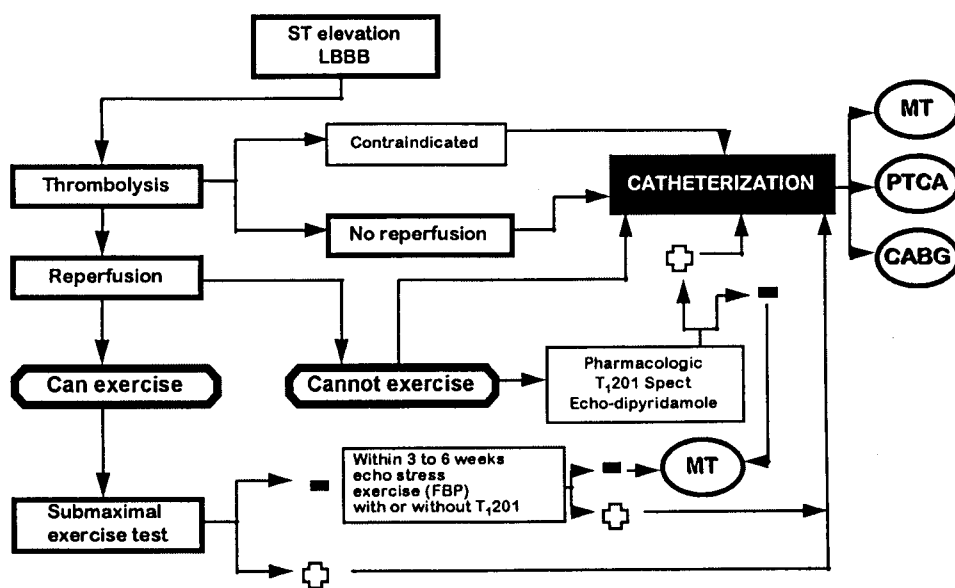 ST elevation
LBBB
MT
Contraindicated
Thrombolysis
CATHETERIZATION
PTCA
No reperfusion
CABG
Reperfusion
Can exercise
Cannot exercise
Pharmacologic
T₁201 Spect
Echo-dipyridamole
Within 3 to 6 weeks
echo stress
exercise (FBP)
with or without T₁201
MT
Submaximal
exercise test